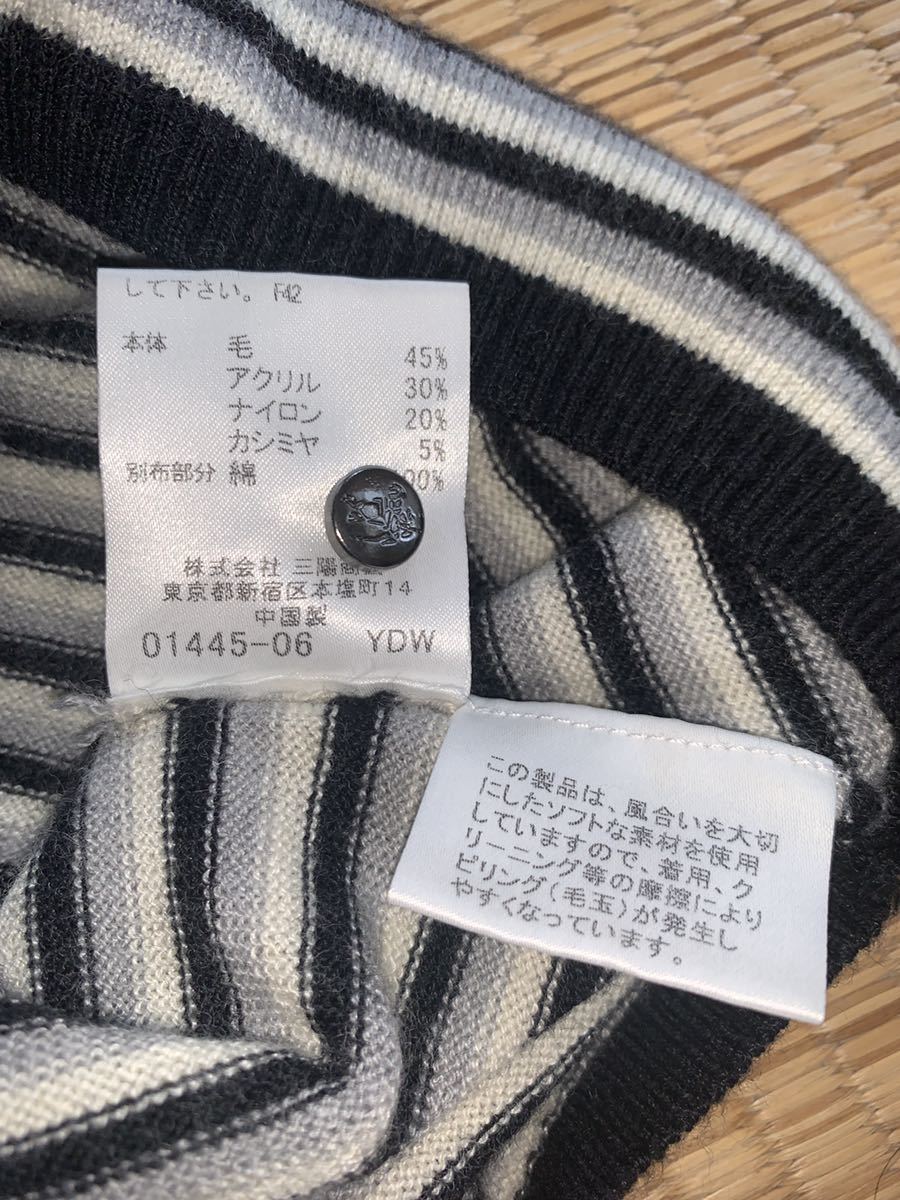 して下さい。 F42
本体 毛 45%
アクリル 30%
ナイロン 20%
カシミヤ 5%
別布部分 綿
株式会社 三陽商
東京都新宿区本塩町14
中国製
01445-06 YDW
この製品は、風合いを大切
にしたソフトな素材を使用
していますので、着用、ク
リーニング等の摩擦により
ピリング(毛玉)が発生し
やすくなっています。